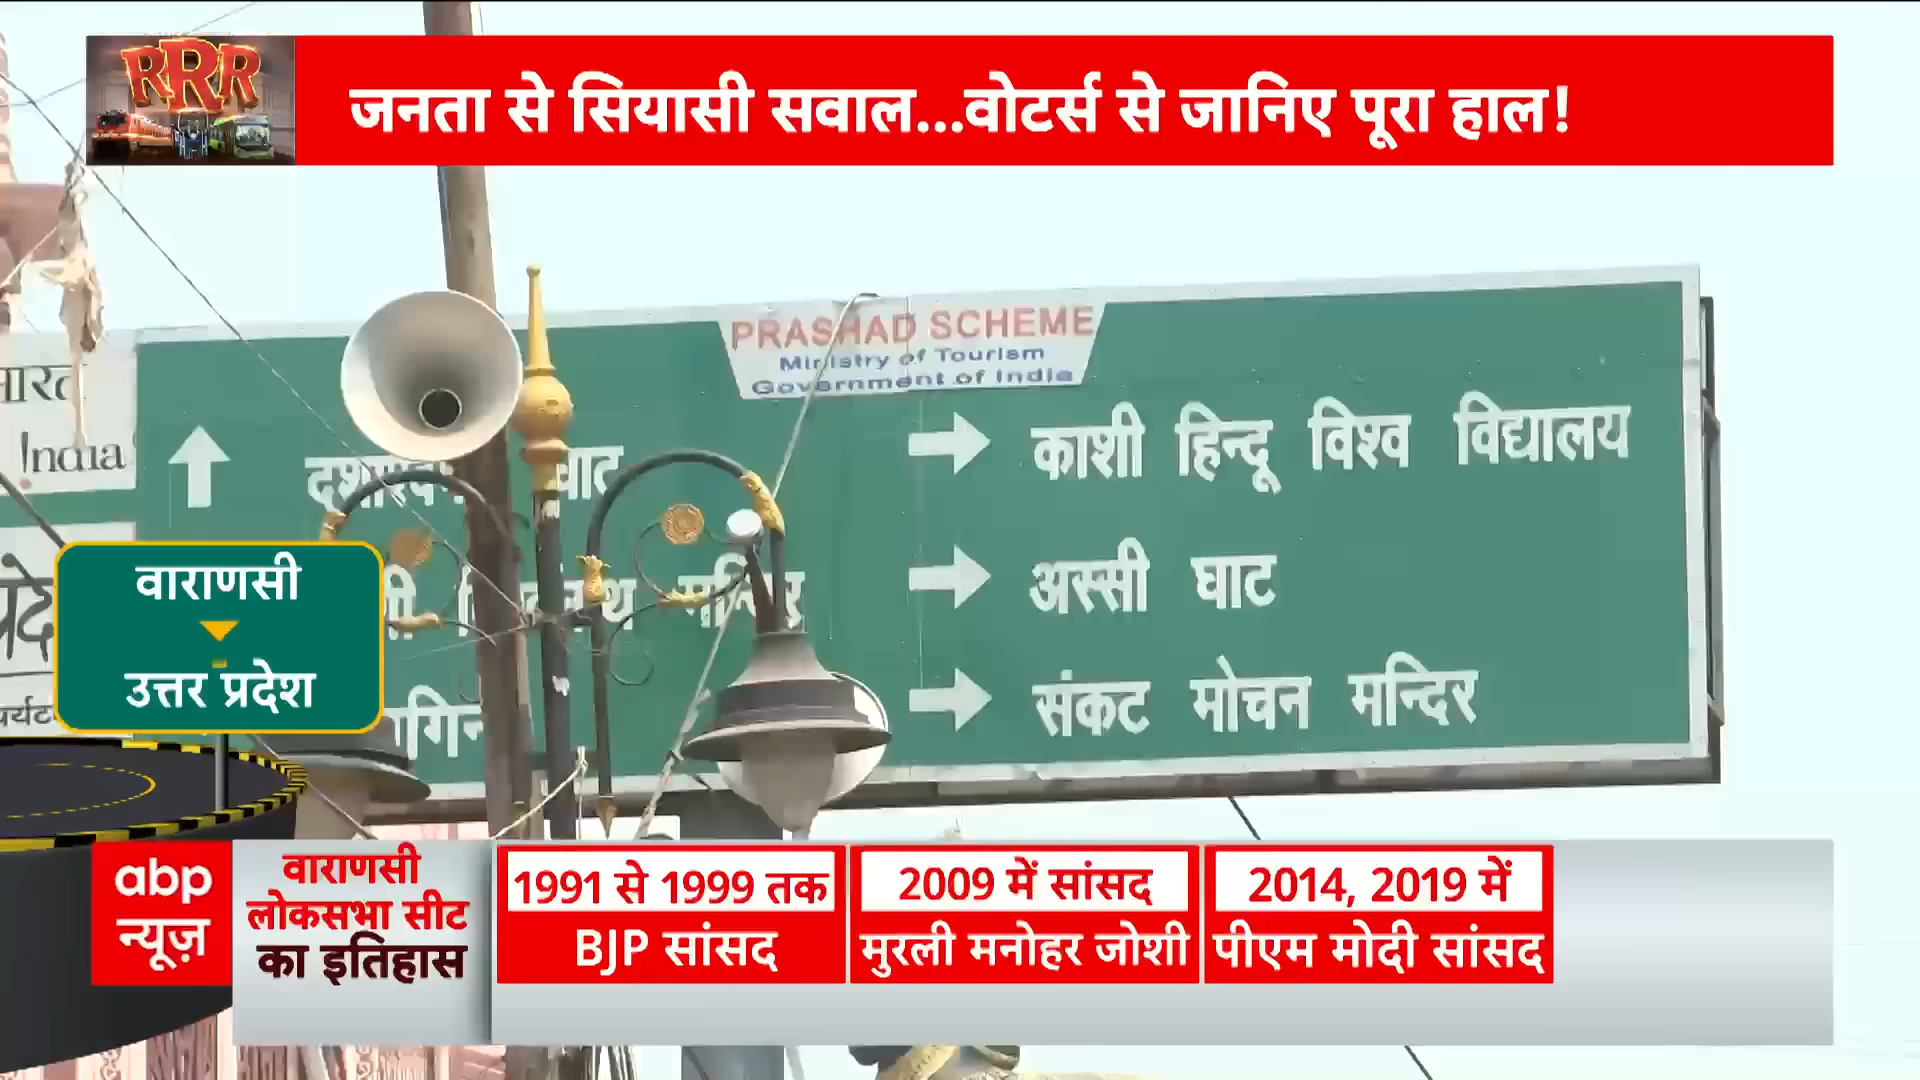 RRR
जनता से सियासी सवाल...वोटर्स से जानिए पूरा हाल!
PRASHAD SCHEME
Ministry of Tourism
Government of India
India
घाट
काशी हिन्दू विश्व विद्यालय
अस्सी घाट
मन्दिर
संकट मोचन मन्दिर
वाराणसी
उत्तर प्रदेश
abp
न्यूज़
वाराणसी
लोकसभा सीट
का इतिहास
1991 से 1999 तक
BJP सांसद
2009 में सांसद
मुरली मनोहर जोशी
2014, 2019 में
पीएम मोदी सांसद